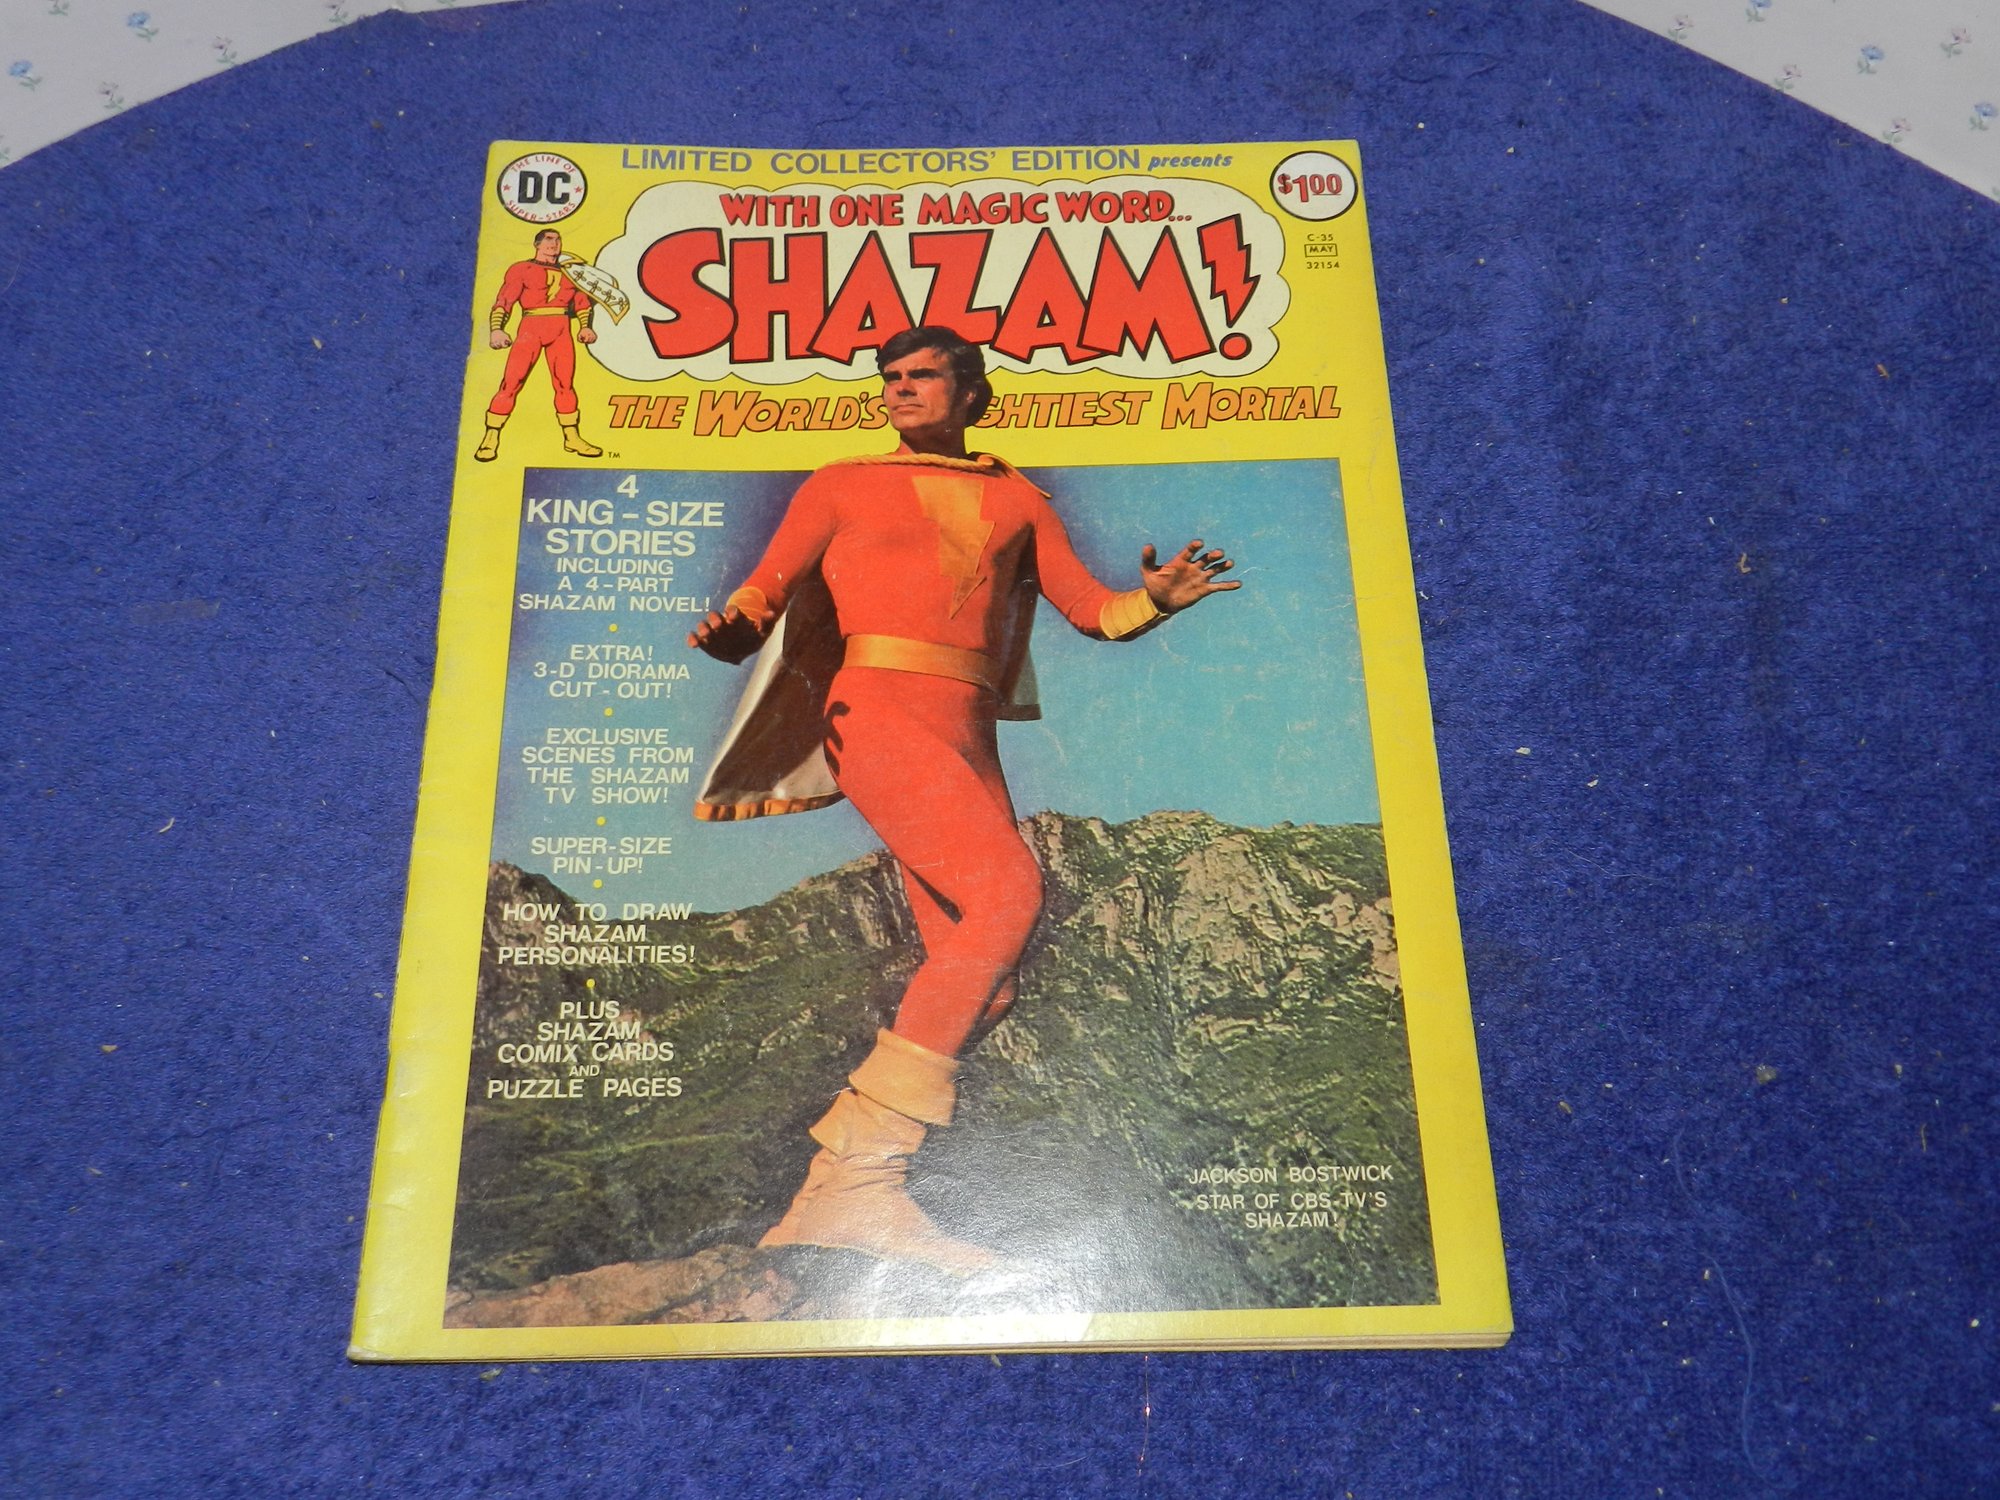 LIMITED COLLECTORS' EDITION presents
THE LINE OF
DC
SUPER-STARS
$1.00
WITH ONE MAGIC WORD...
SHAZAM!
C-35
MAY
32154
THE WORLD'S GHTIEST MORTAL
TM
4
KING-SIZE
STORIES
INCLUDING
A 4-PART
SHAZAM NOVEL!
EXTRA!
3-D DIORAMA
CUT-OUT!
EXCLUSIVE
SCENES FROM
THE SHAZAM
TV SHOW!
SUPER-SIZE
PIN-UP!
HOW TO DRAW
SHAZAM
PERSONALITIES!
PLUS
SHAZAM
COMIX CARDS
AND
PUZZLE PAGES
JACKSON BOSTWICK
STAR OF CBS-TV'S
SHAZAM!